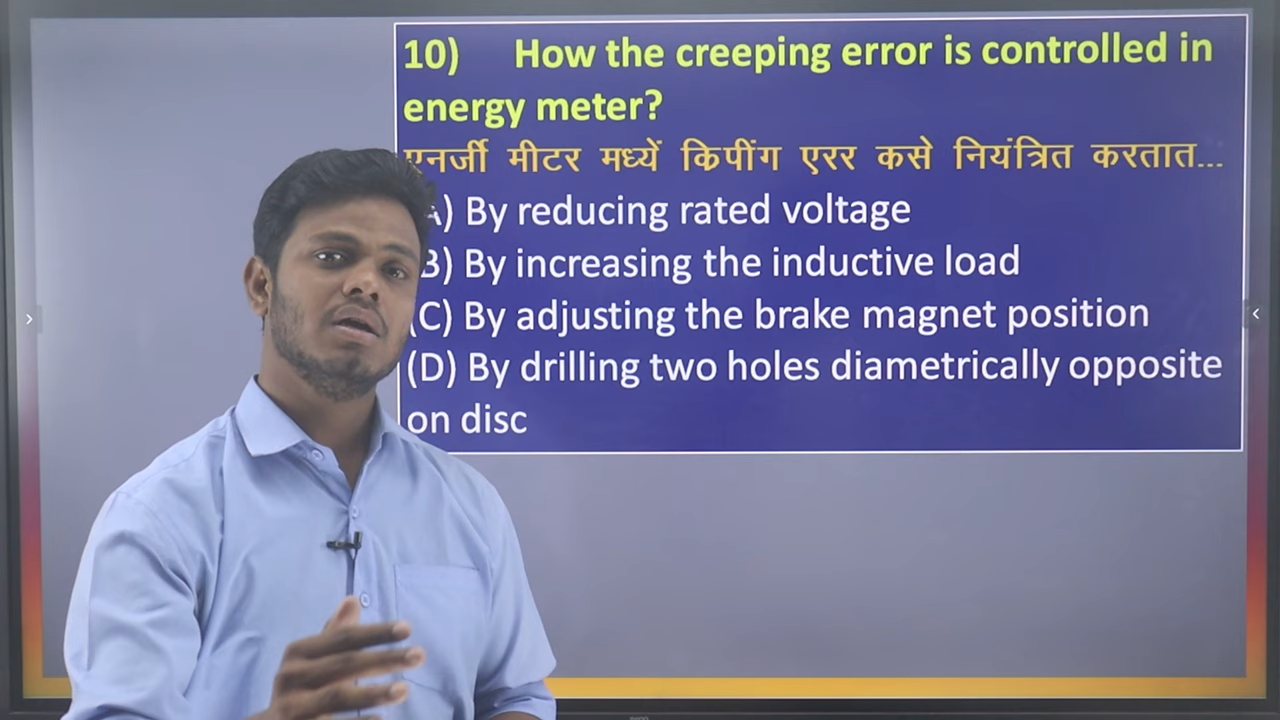 10) How the creeping error is controlled in
energy meter?
एनर्जी मीटर मध्यें किपींग एरर कसे नियंत्रित करतात...
A) By reducing rated voltage
B) By increasing the inductive load
(C) By adjusting the brake magnet position
(D) By drilling two holes diametrically opposite
on disc